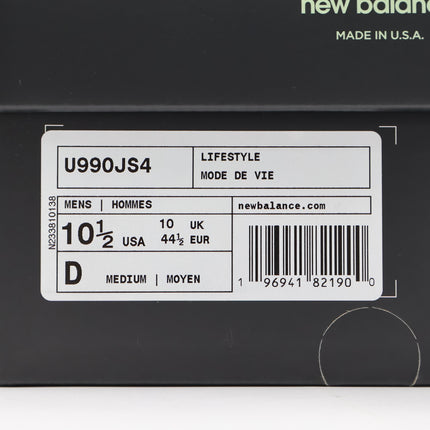 new balanc
MADE IN U.S.A.
U990JS4
LIFESTYLE
MODE DE VIE
N233810138
MENS | HOMMES
newbalance.com
10½ USA
10 UK
44½ EUR
D MEDIUM | MOYEN
1 96941 82190 0